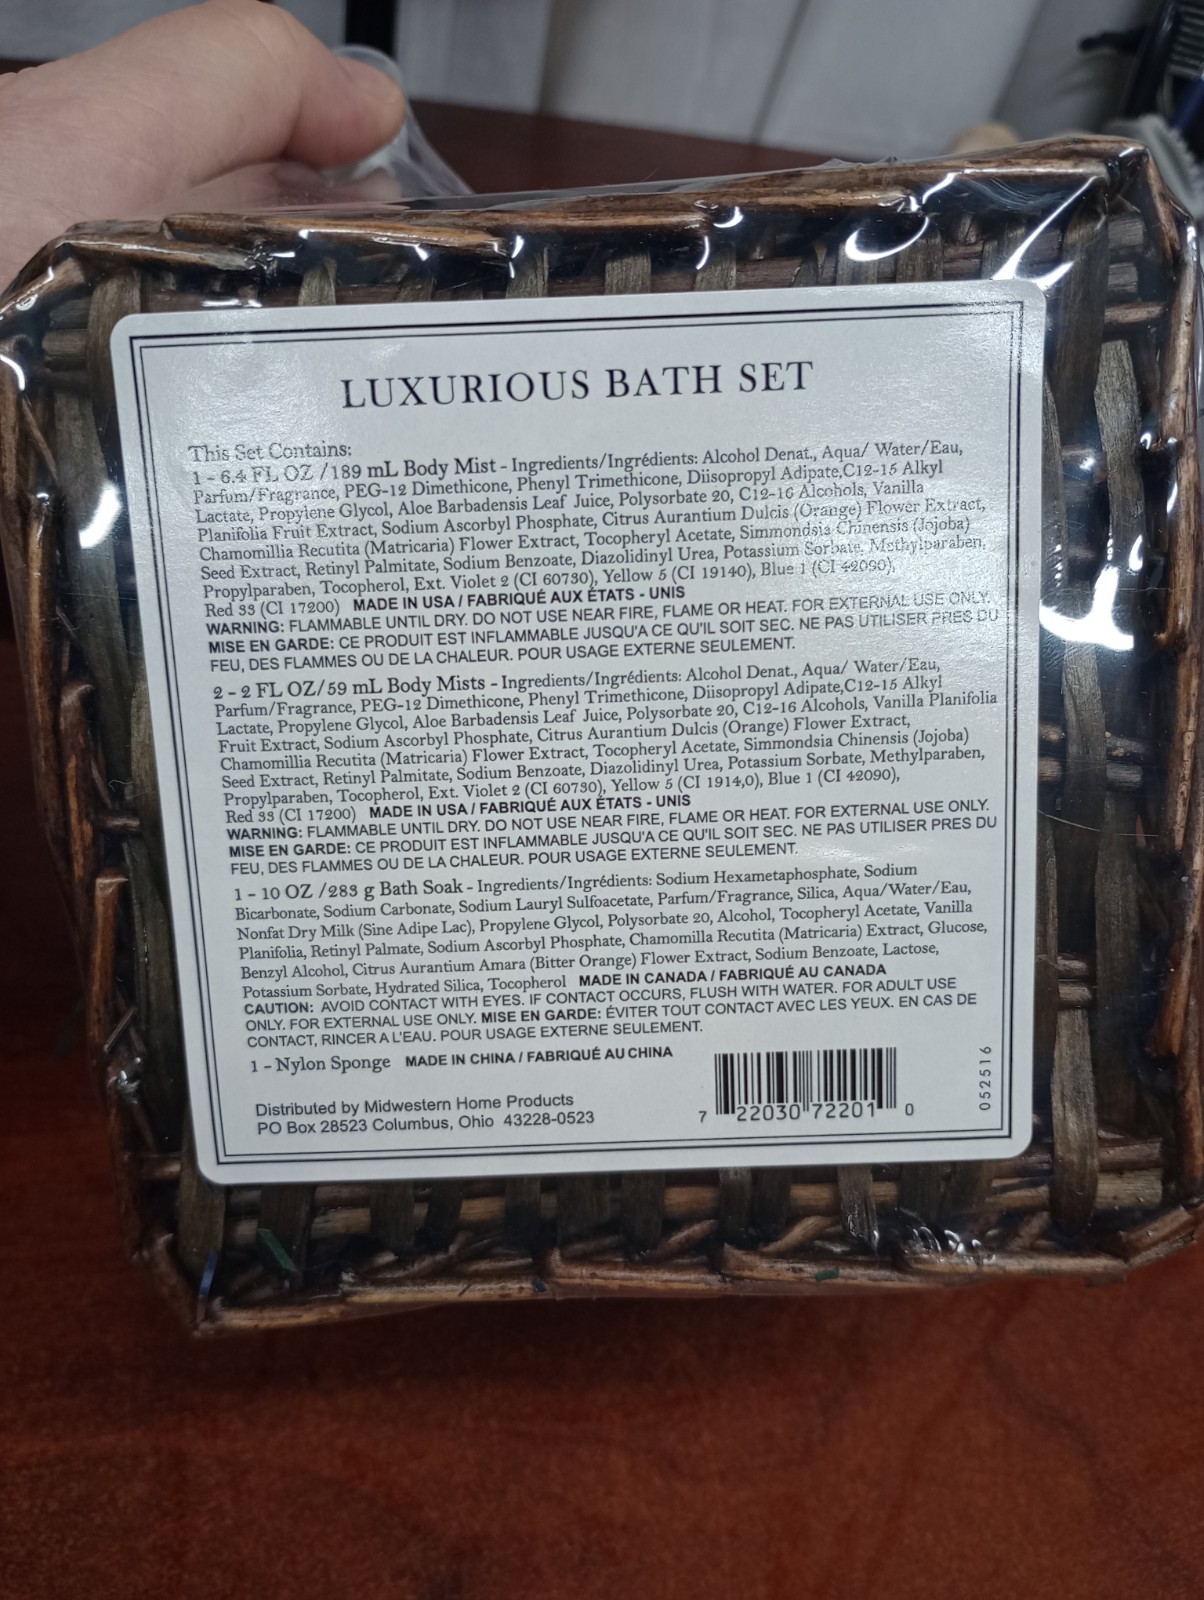 LUXURIOUS BATH SET
This Set Contains:
1 - 6.4 FL OZ /189 mL Body Mist - Ingredients/Ingrédients: Alcohol Denat., Aqua/ Water/Eau,
Parfum/Fragrance, PEG-12 Dimethicone, Phenyl Trimethicone, Diisopropyl Adipate,C12-15 Alkyl
Lactate, Propylene Glycol, Aloe Barbadensis Leaf Juice, Polysorbate 20, C12-16 Alcohols, Vanilla
Planifolia Fruit Extract, Sodium Ascorbyl Phosphate, Citrus Aurantium Dulcis (Orange) Flower Extract,
Chamomillia Recutita (Matricaria) Flower Extract, Tocopheryl Acetate, Simmondsia Chinensis (Jojoba)
Seed Extract, Retinyl Palmitate, Sodium Benzoate, Diazolidinyl Urea, Potassium Sorbate, Methylparaben,
Propylparaben, Tocopherol, Ext. Violet 2 (CI 60730), Yellow 5 (CI 19140), Blue 1 (CI 42090),
Red 33 (CI 17200) MADE IN USA / FABRIQUÉ AUX ÉTATS - UNIS
WARNING: FLAMMABLE UNTIL DRY. DO NOT USE NEAR FIRE, FLAME OR HEAT. FOR EXTERNAL USE ONLY.
MISE EN GARDE: CE PRODUIT EST INFLAMMABLE JUSQU'A CE QU'IL SOIT SEC. NE PAS UTILISER PRES DU
FEU, DES FLAMMES OU DE LA CHALEUR. POUR USAGE EXTERNE SEULEMENT.
2 - 2 FL OZ/59 mL Body Mists - Ingredients/Ingrédients: Alcohol Denat., Aqua/ Water/Eau,
Parfum/Fragrance, PEG-12 Dimethicone, Phenyl Trimethicone, Diisopropyl Adipate,C12-15 Alkyl
Lactate, Propylene Glycol, Aloe Barbadensis Leaf Juice, Polysorbate 20, C12-16 Alcohols, Vanilla Planifolia
Fruit Extract, Sodium Ascorbyl Phosphate, Citrus Aurantium Dulcis (Orange) Flower Extract,
Chamomillia Recutita (Matricaria) Flower Extract, Tocopheryl Acetate, Simmondsia Chinensis (Jojoba)
Seed Extract, Retinyl Palmitate, Sodium Benzoate, Diazolidinyl Urea, Potassium Sorbate, Methylparaben,
Propylparaben, Tocopherol, Ext. Violet 2 (CI 60730), Yellow 5 (CI 1914,0), Blue 1 (CI 42090),
Red 33 (CI 17200) MADE IN USA / FABRIQUÉ AUX ÉTATS - UNIS
WARNING: FLAMMABLE UNTIL DRY. DO NOT USE NEAR FIRE, FLAME OR HEAT. FOR EXTERNAL USE ONLY.
MISE EN GARDE: CE PRODUIT EST INFLAMMABLE JUSQU'A CE QU'IL SOIT SEC. NE PAS UTILISER PRES DU
FEU, DES FLAMMES OU DE LA CHALEUR. POUR USAGE EXTERNE SEULEMENT.
1 - 10 OZ /283 g Bath Soak - Ingredients/Ingrédients: Sodium Hexametaphosphate, Sodium
Bicarbonate, Sodium Carbonate, Sodium Lauryl Sulfoacetate, Parfum/Fragrance, Silica, Aqua/Water/Eau,
Nonfat Dry Milk (Sine Adipe Lac), Propylene Glycol, Polysorbate 20, Alcohol, Tocopheryl Acetate, Vanilla
Planifolia, Retinyl Palmate, Sodium Ascorbyl Phosphate, Chamomilla Recutita (Matricaria) Extract, Glucose,
Benzyl Alcohol, Citrus Aurantium Amara (Bitter Orange) Flower Extract, Sodium Benzoate, Lactose,
Potassium Sorbate, Hydrated Silica, Tocopherol MADE IN CANADA / FABRIQUÉ AU CANADA
CAUTION: AVOID CONTACT WITH EYES. IF CONTACT OCCURS, FLUSH WITH WATER. FOR ADULT USE
ONLY. FOR EXTERNAL USE ONLY. MISE EN GARDE: ÉVITER TOUT CONTACT AVEC LES YEUX. EN CAS DE
CONTACT, RINCER A L'EAU. POUR USAGE EXTERNE SEULEMENT.
1 - Nylon Sponge MADE IN CHINA / FABRIQUÉ AU CHINA
Distributed by Midwestern Home Products
PO Box 28523 Columbus, Ohio 43228-0523
7 22030 72201 0
052516